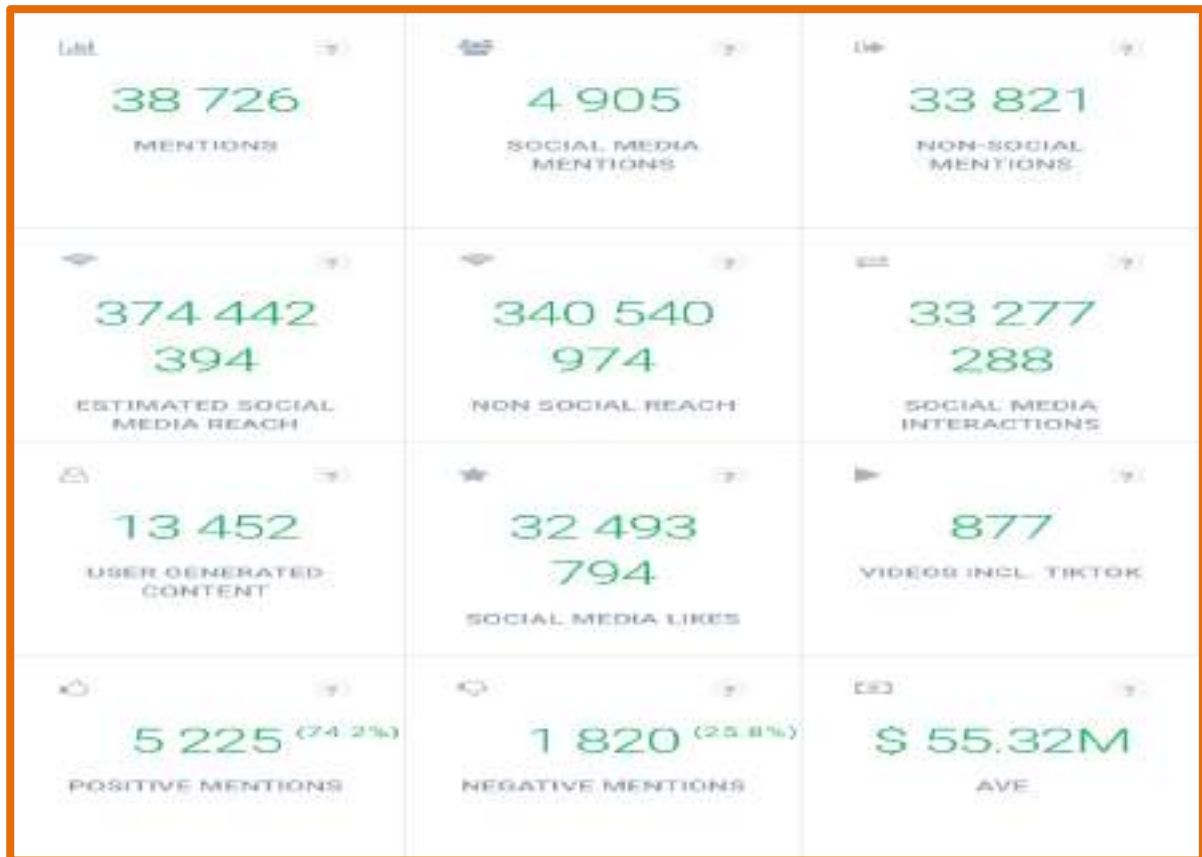 38 726
MENTIONS
4 905
SOCIAL MEDIA
MENTIONS
33 821
NON-SOCIAL
MENTIONS
374 442
394
ESTIMATED SOCIAL
MEDIA REACH
340 540
974
NON SOCIAL REACH
33 277
288
SOCIAL MEDIA
INTERACTIONS
13 452
USER GENERATED
CONTENT
32 493
794
SOCIAL MEDIA LIKES
877
VIDEOS INCL. TIKTOK
5 225 (74.2%)
POSITIVE MENTIONS
1 820 (25.8%)
NEGATIVE MENTIONS
$ 55.32M
AVE